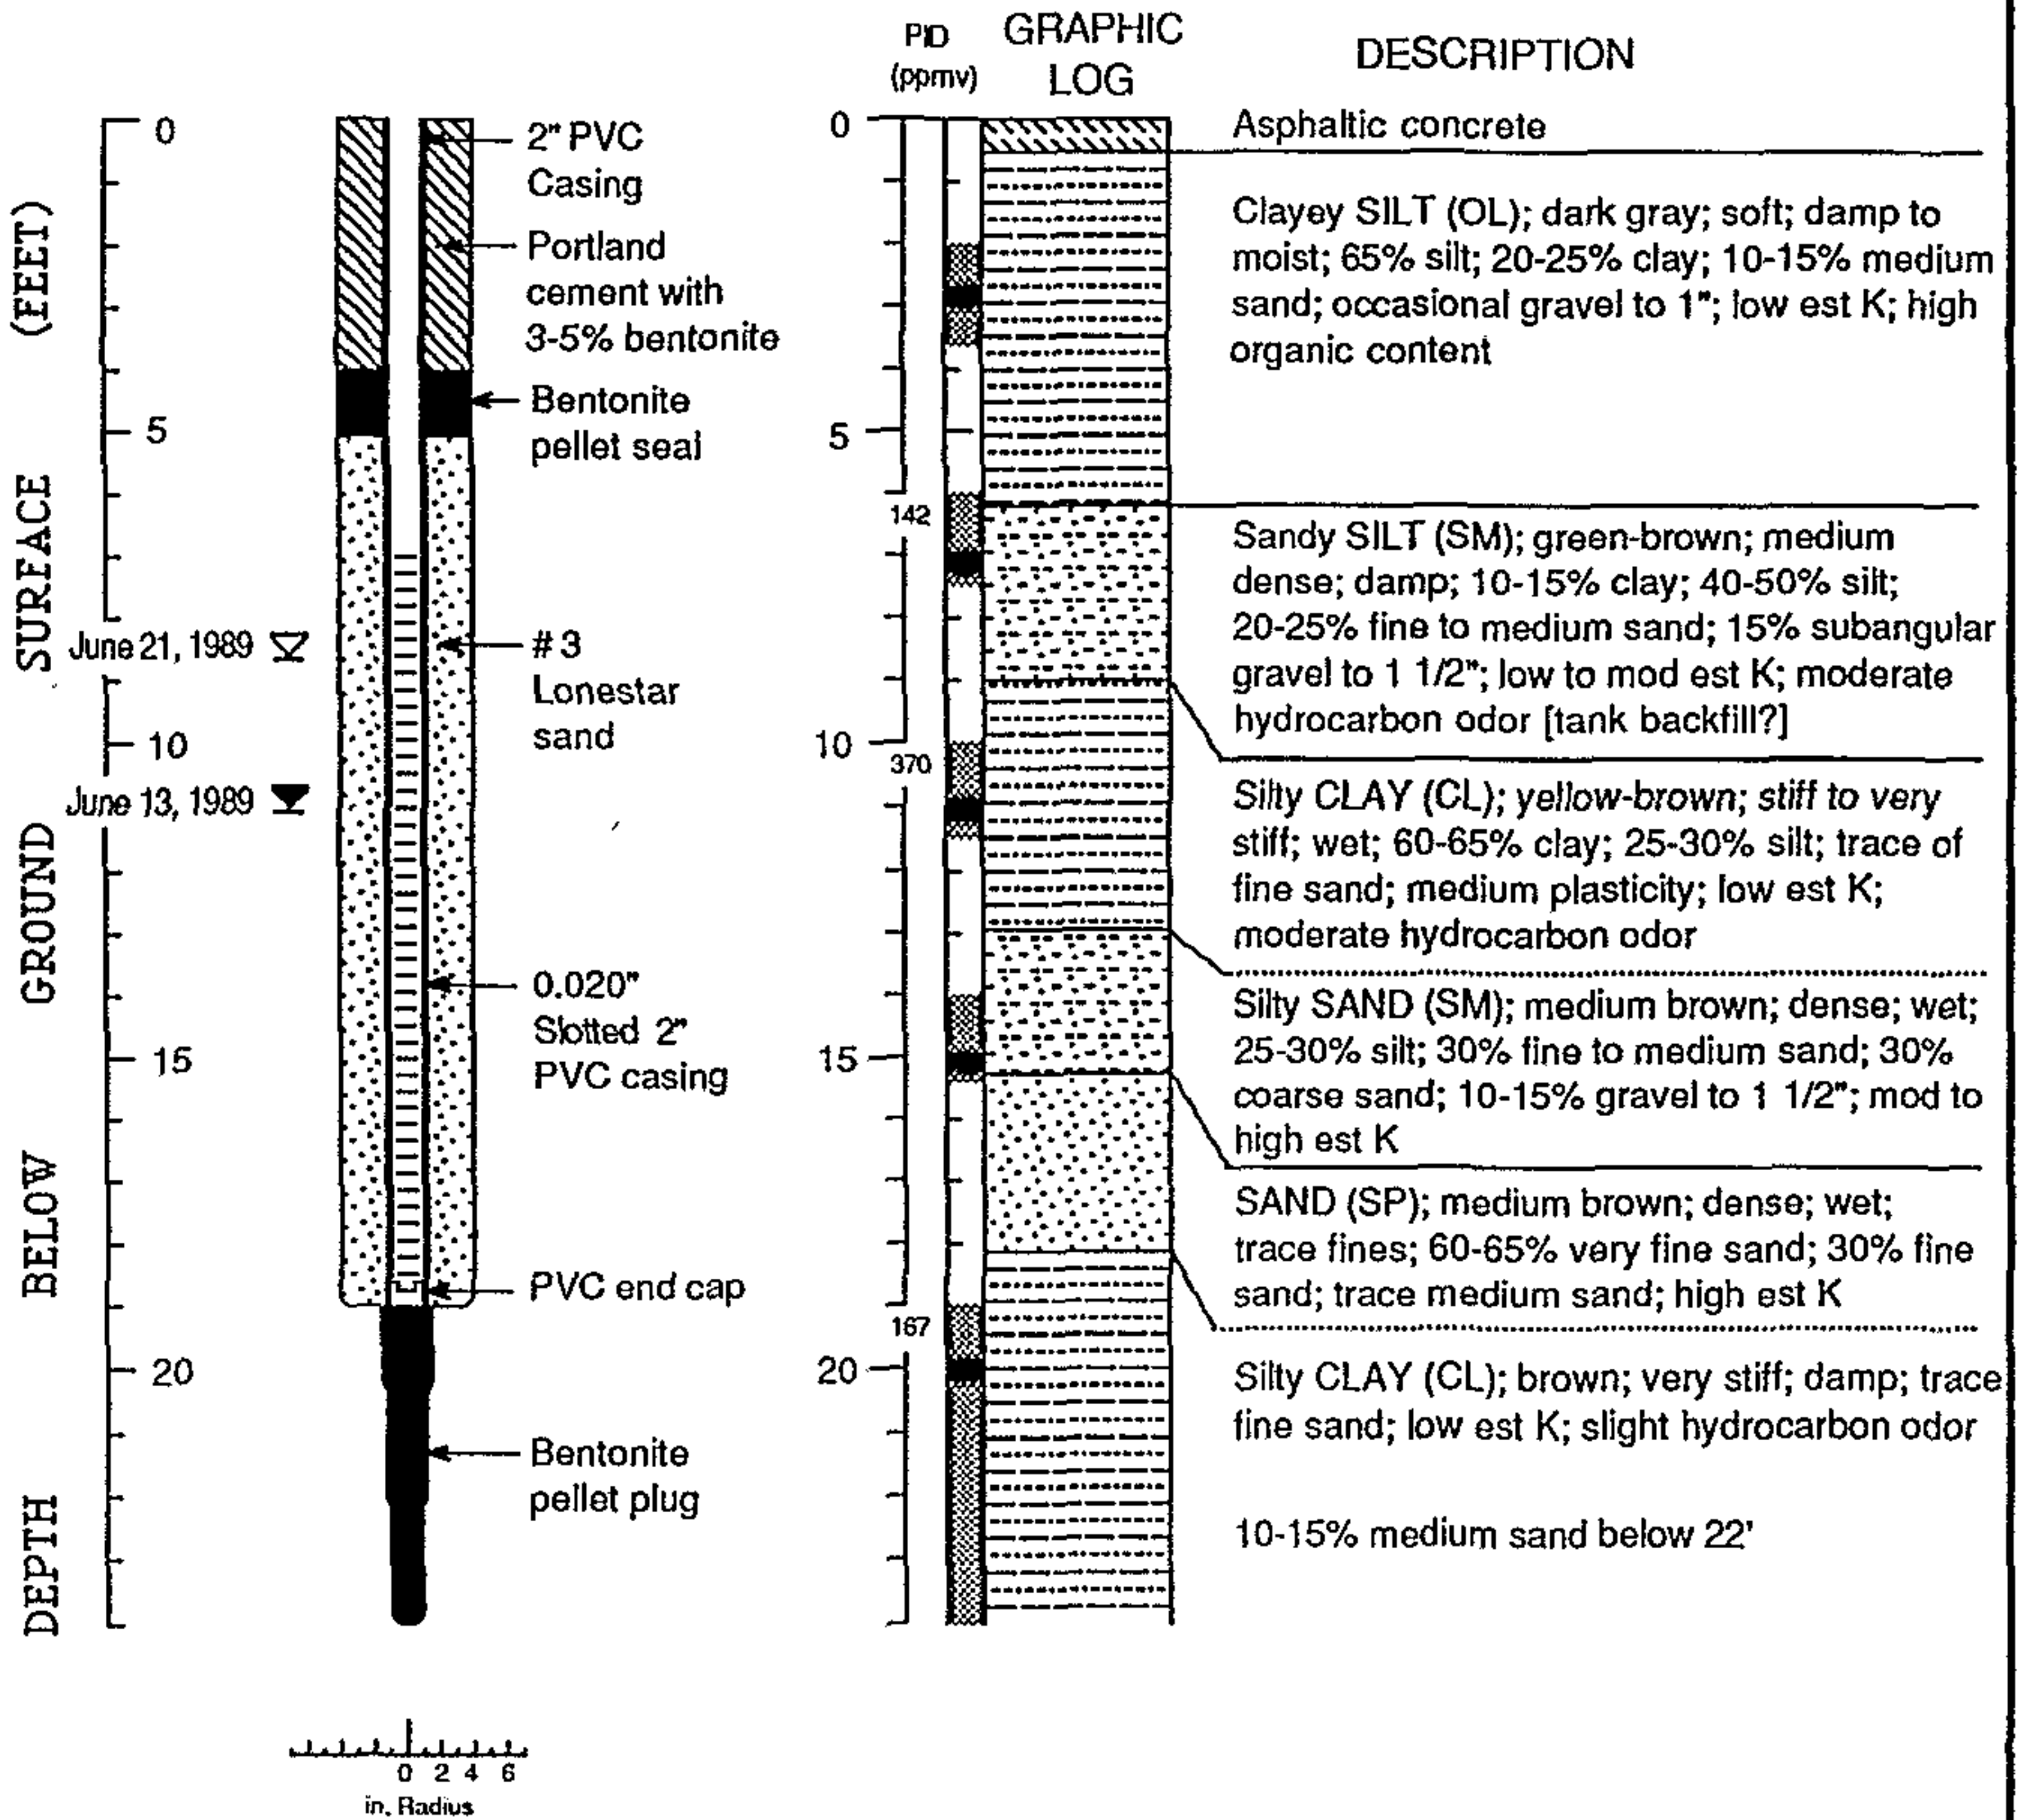 PID
(ppmv)
GRAPHIC
LOG
DESCRIPTION
DEPTH BELOW GROUND SURFACE (FEET)
0
5
10
15
20
June 21, 1989
June 13, 1989
2" PVC
Casing
Portland
cement with
3-5% bentonite
Bentonite
pellet seal
# 3
Lonestar
sand
0.020"
Slotted 2"
PVC casing
PVC end cap
Bentonite
pellet plug
0 2 4 6
in. Radius
0
5
142
10
370
15
167
20
Asphaltic concrete
Clayey SILT (OL); dark gray; soft; damp to
moist; 65% silt; 20-25% clay; 10-15% medium
sand; occasional gravel to 1"; low est K; high
organic content
Sandy SILT (SM); green-brown; medium
dense; damp; 10-15% clay; 40-50% silt;
20-25% fine to medium sand; 15% subangular
gravel to 1 1/2"; low to mod est K; moderate
hydrocarbon odor [tank backfill?]
Silty CLAY (CL); yellow-brown; stiff to very
stiff; wet; 60-65% clay; 25-30% silt; trace of
fine sand; medium plasticity; low est K;
moderate hydrocarbon odor
Silty SAND (SM); medium brown; dense; wet;
25-30% silt; 30% fine to medium sand; 30%
coarse sand; 10-15% gravel to 1 1/2"; mod to
high est K
SAND (SP); medium brown; dense; wet;
trace fines; 60-65% very fine sand; 30% fine
sand; trace medium sand; high est K
Silty CLAY (CL); brown; very stiff; damp; trace
fine sand; low est K; slight hydrocarbon odor
10-15% medium sand below 22'